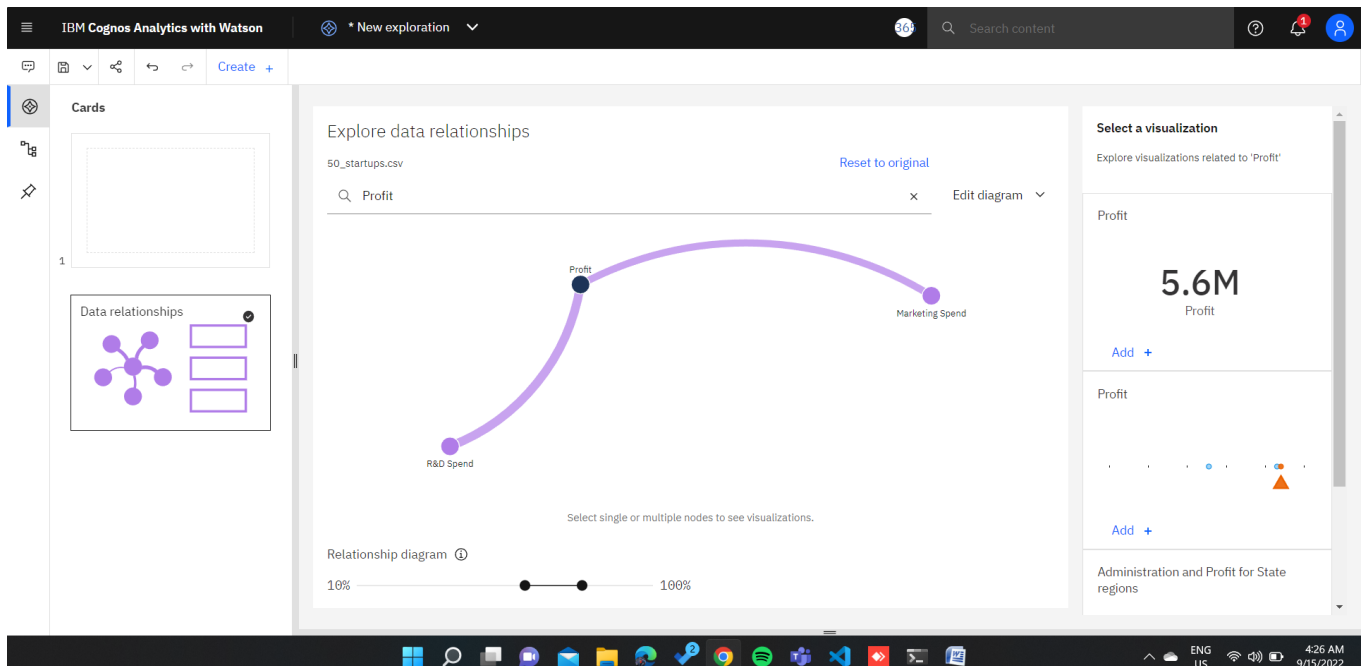 IBM Cognos Analytics with Watson
* New exploration
365
Search content
1
Create +
Cards
1
Data relationships
Explore data relationships
50_startups.csv
Reset to original
Profit
Edit diagram
Profit
Marketing Spend
R&D Spend
Select single or multiple nodes to see visualizations.
Relationship diagram
10%
100%
Select a visualization
Explore visualizations related to 'Profit'
Profit
5.6M
Profit
Add +
Profit
Add +
Administration and Profit for State
regions
2
ENG
US
4:26 AM
9/15/2022